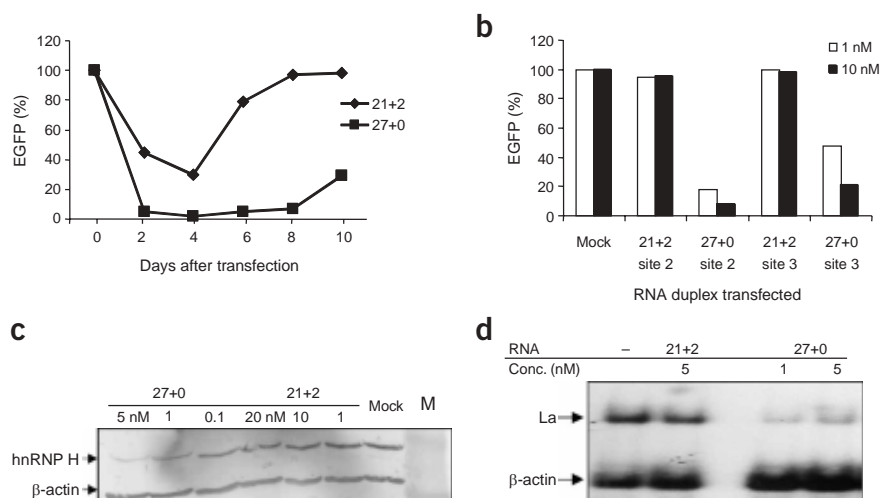 120
100
80
60
40
20
0
EGFP (%)
0 2 4 6 8 10
Days after transfection
21+2
27+0
b
120
100
80
60
40
20
0
EGFP (%)
1 nM
10 nM
Mock 21+2 27+0 21+2 27+0
site 2 site 2 site 3 site 3
RNA duplex transfected
c
27+0 21+2 Mock M
5 nM 1 0.1 20 nM 10 1
hnRNP H
β-actin
d
RNA – 21+2 27+0
Conc. (nM) 5 1 5
La
β-actin